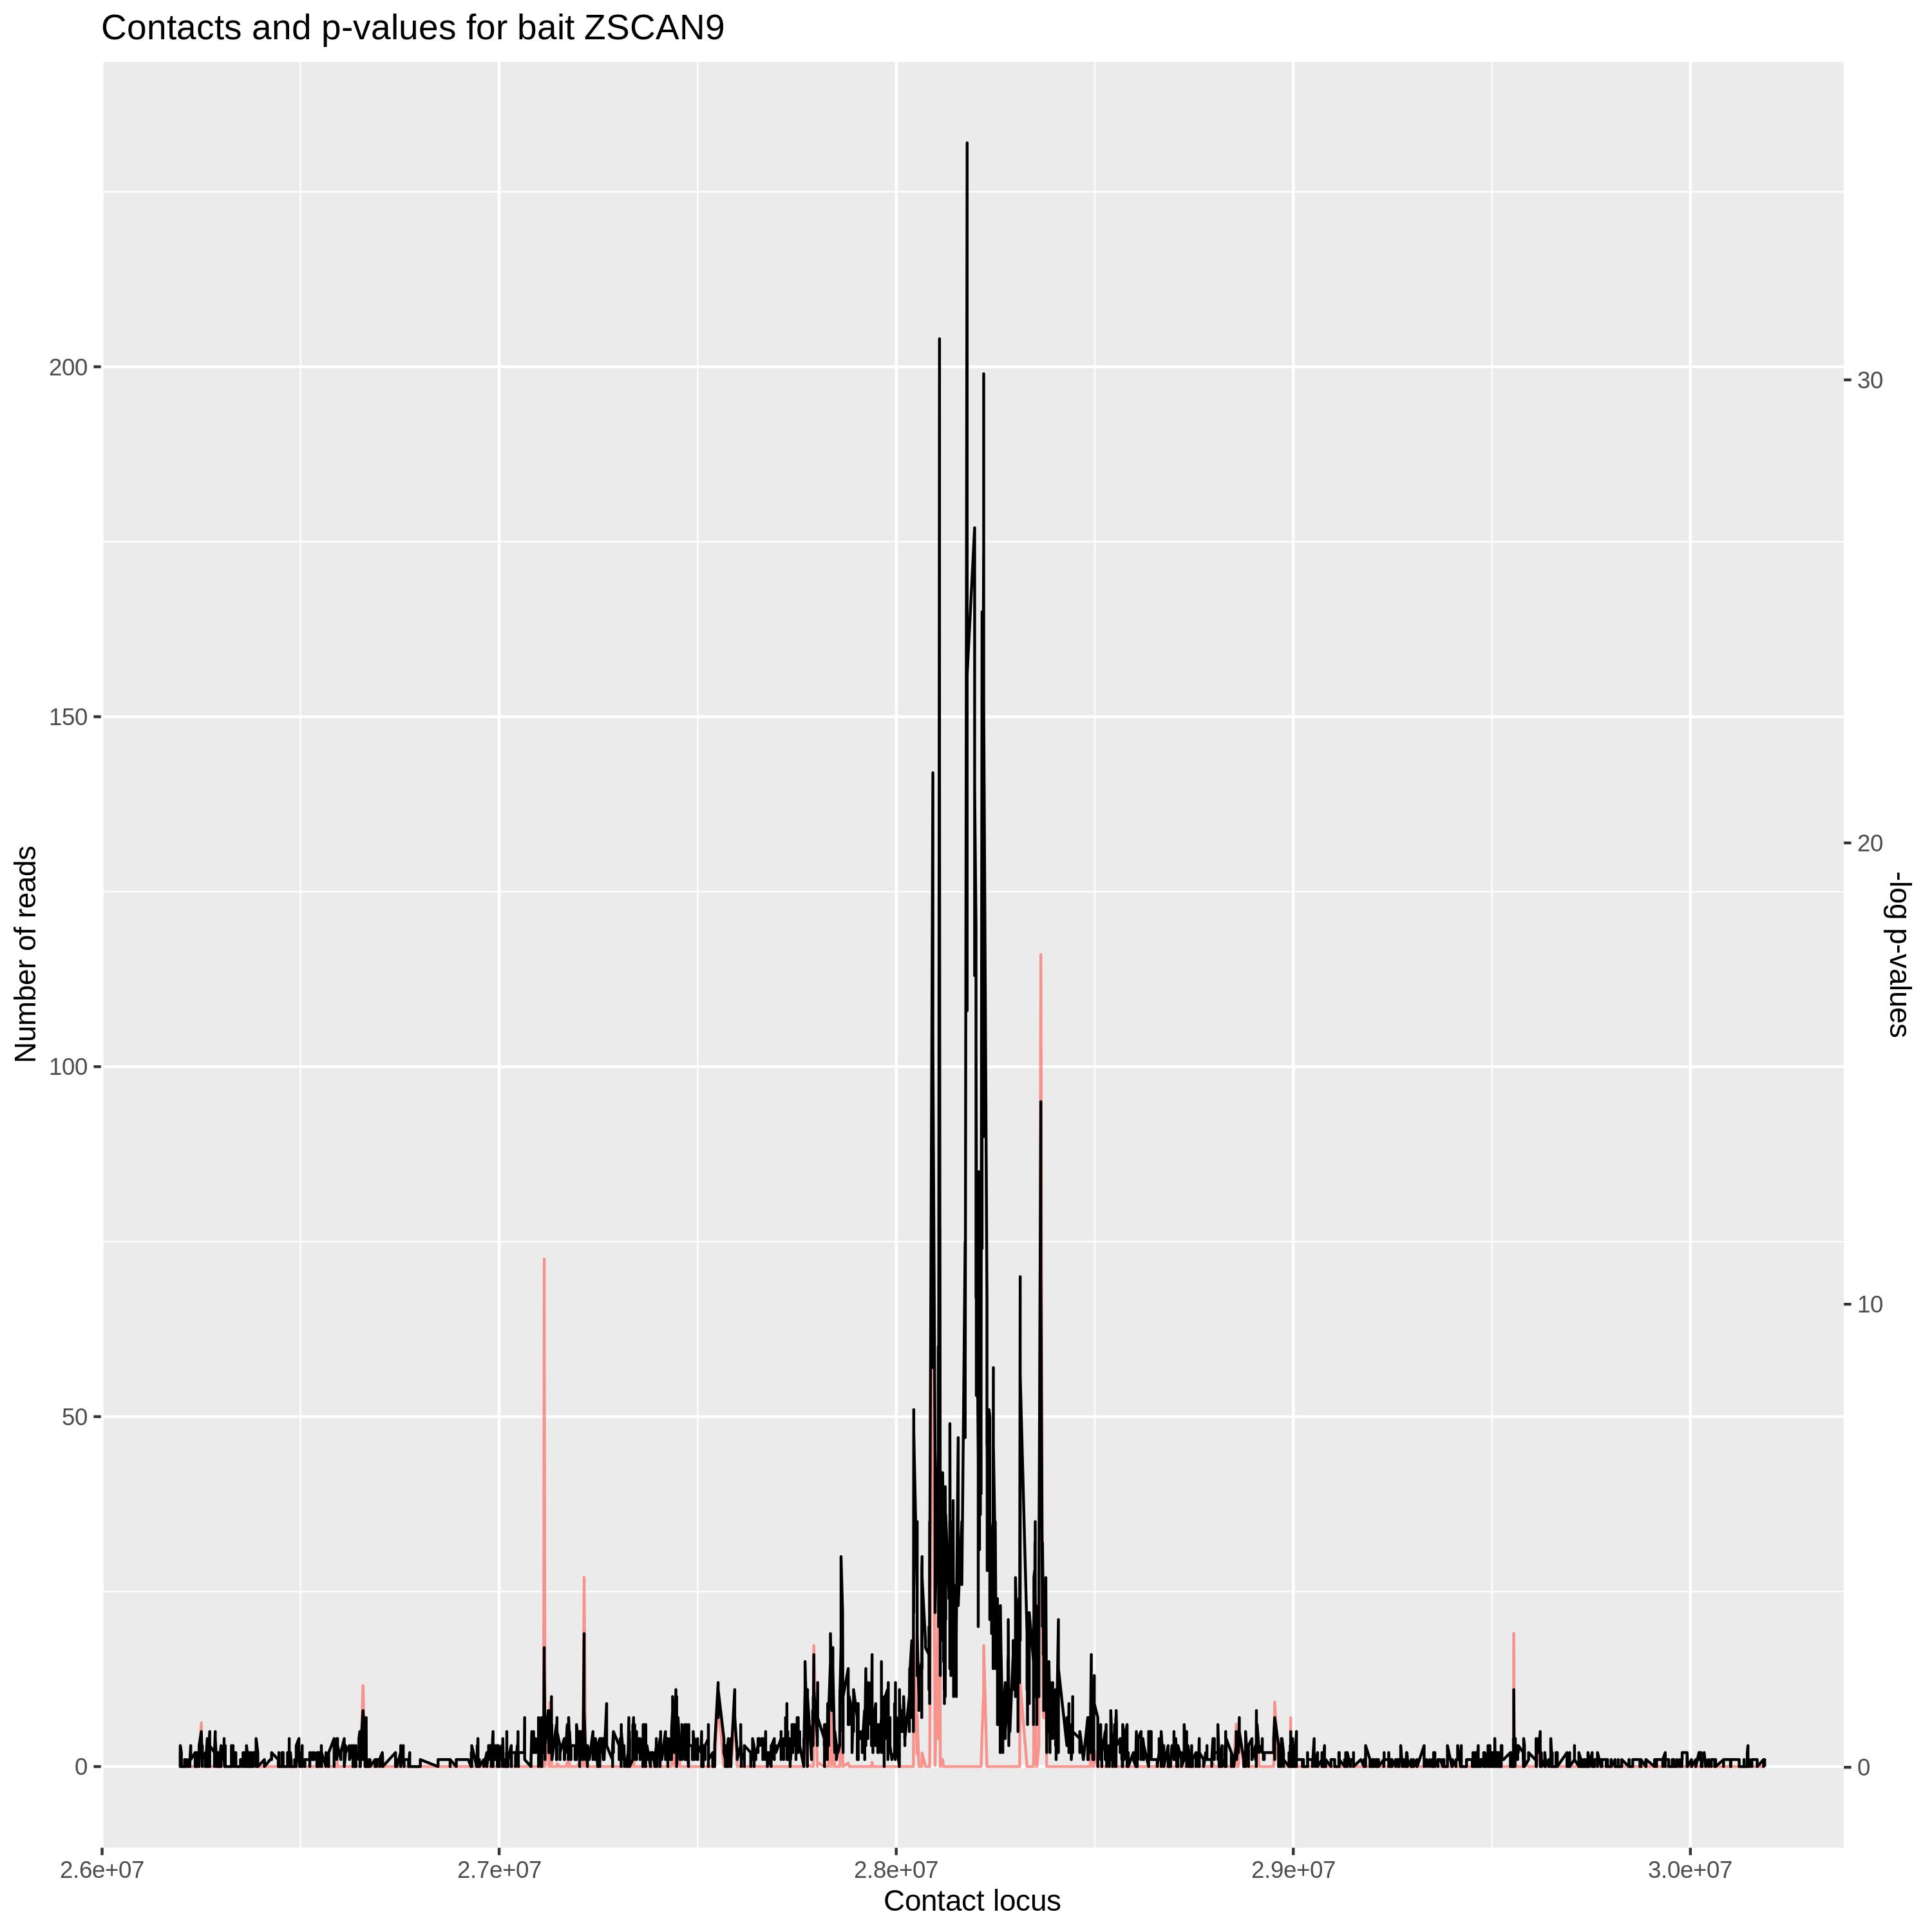 Contacts and p-values for bait ZSCAN9
200
150
100
50
0
Number of reads
30
20
10
0
-log p-values
2.6e+07 2.7e+07 2.8e+07 2.9e+07 3.0e+07
Contact locus